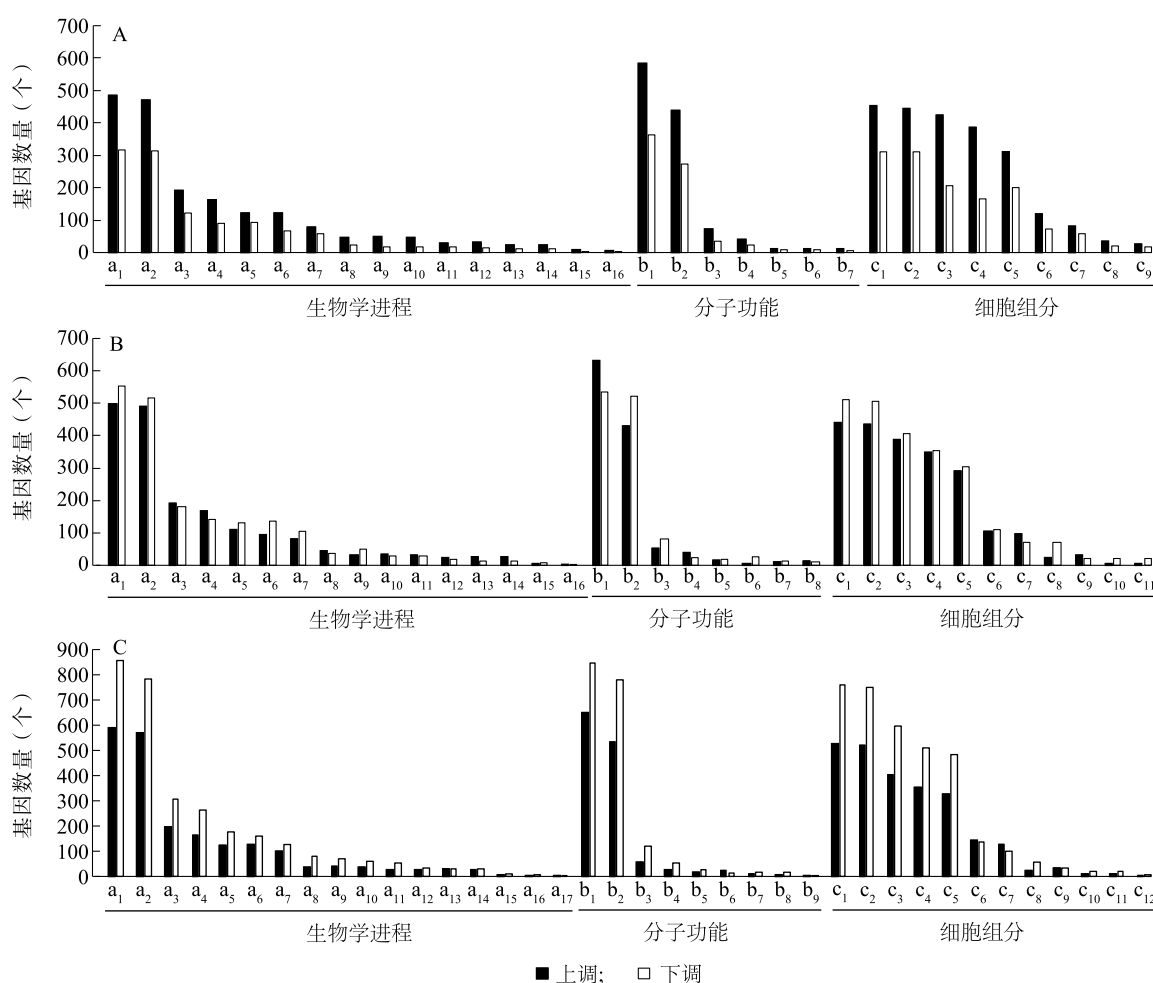 A
基因数量（个）
700
600
500
400
300
200
100
0
a1 a2 a3 a4 a5 a6 a7 a8 a9 a10 a11 a12 a13 a14 a15 a16 b1 b2 b3 b4 b5 b6 b7 c1 c2 c3 c4 c5 c6 c7 c8 c9
生物学进程 分子功能 细胞组分
B
基因数量（个）
700
600
500
400
300
200
100
0
a1 a2 a3 a4 a5 a6 a7 a8 a9 a10 a11 a12 a13 a14 a15 a16 b1 b2 b3 b4 b5 b6 b7 b8 c1 c2 c3 c4 c5 c6 c7 c8 c9 c10 c11
生物学进程 分子功能 细胞组分
C
基因数量（个）
900
800
700
600
500
400
300
200
100
0
a1 a2 a3 a4 a5 a6 a7 a8 a9 a10 a11 a12 a13 a14 a15 a16 a17 b1 b2 b3 b4 b5 b6 b7 b8 b9 c1 c2 c3 c4 c5 c6 c7 c8 c9 c10 c11 c12
生物学进程 分子功能 细胞组分
上调; 下调